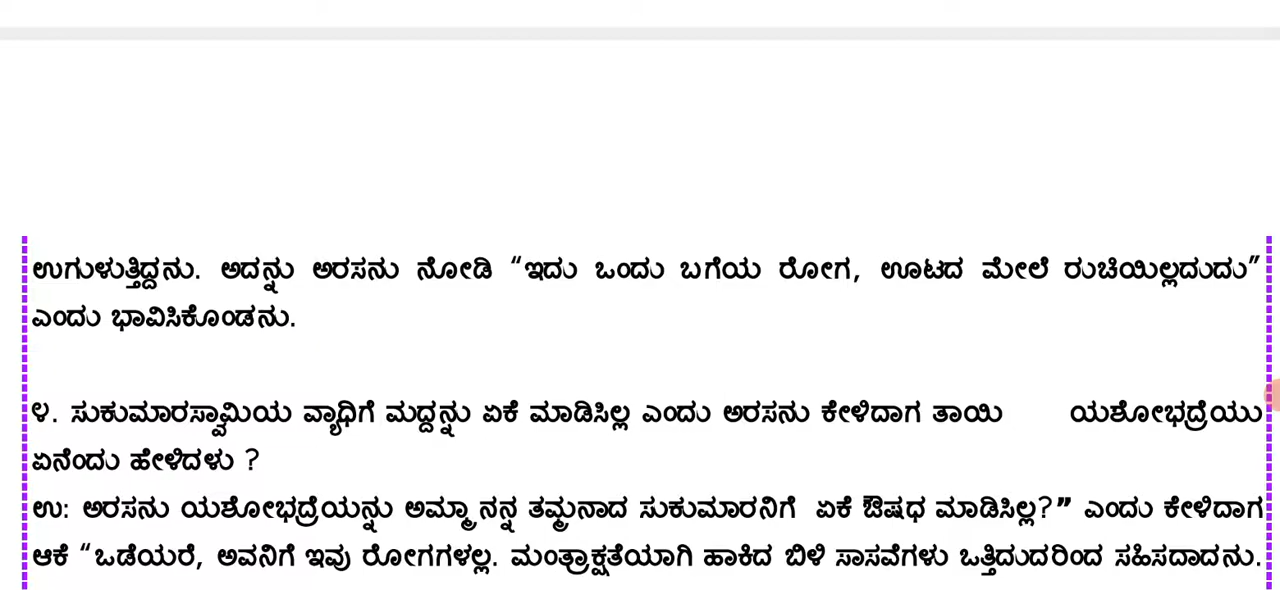 ಉಗುಳುತ್ತಿದ್ದನು. ಅದನ್ನು ಅರಸನು ನೋಡಿ “ಇದು ಒಂದು ಬಗೆಯ ರೋಗ, ಊಟದ ಮೇಲೆ ರುಚಿಯಿಲ್ಲದುದು”
ಎಂದು ಭಾವಿಸಿಕೊಂಡನು.
೪. ಸುಕುಮಾರಸ್ವಾಮಿಯ ವ್ಯಾಧಿಗೆ ಮದ್ದನ್ನು ಏಕೆ ಮಾಡಿಸಿಲ್ಲ ಎಂದು ಅರಸನು ಕೇಳಿದಾಗ ತಾಯಿ ಯಶೋಭದ್ರೆಯು
ಏನೆಂದು ಹೇಳಿದಳು ?
ಉ: ಅರಸನು ಯಶೋಭದ್ರೆಯನ್ನು ಅಮ್ಮಾ ನನ್ನ ತಮ್ಮನಾದ ಸುಕುಮಾರನಿಗೆ ಏಕೆ ಔಷಧ ಮಾಡಿಸಿಲ್ಲ?” ಎಂದು ಕೇಳಿದಾಗ
ಆಕೆ “ಒಡೆಯರೆ, ಅವನಿಗೆ ಇವು ರೋಗಗಳಲ್ಲ. ಮಂತ್ರಾಕ್ಷತೆಯಾಗಿ ಹಾಕಿದ ಬಿಳಿ ಸಾಸವೆಗಳು ಒತ್ತಿದುದರಿಂದ ಸಹಿಸದಾದನು.